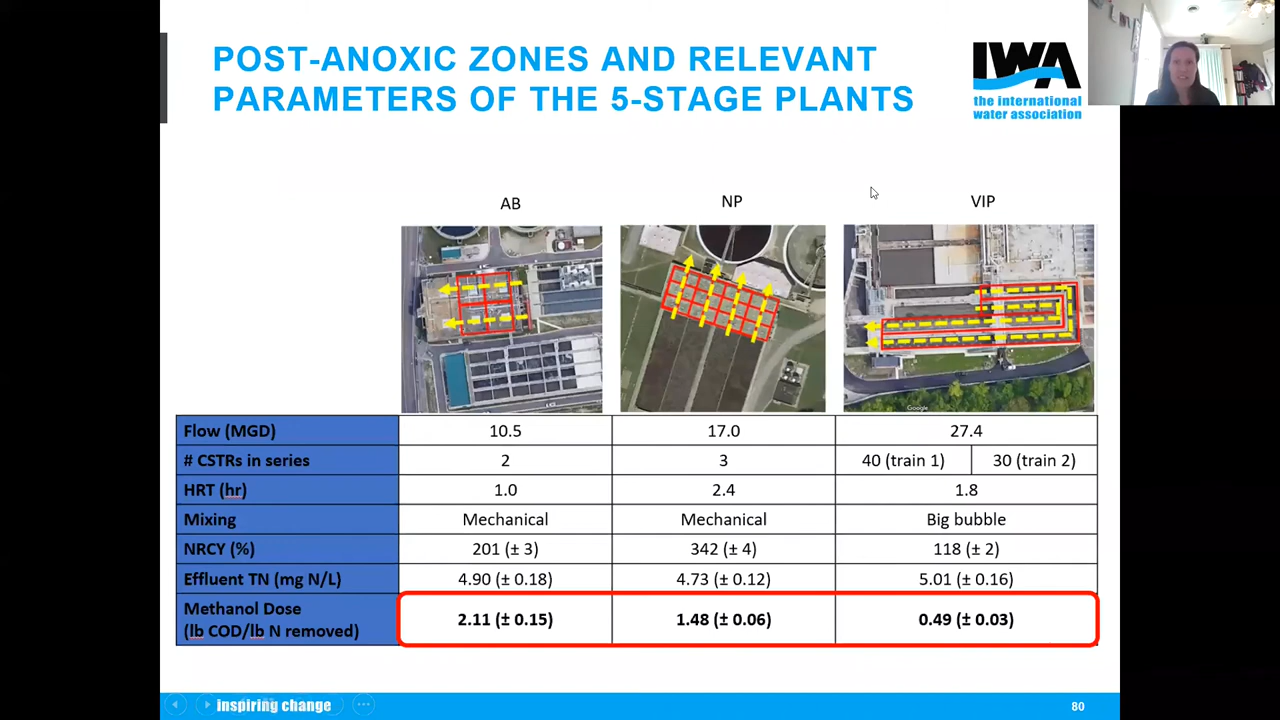 POST-ANOXIC ZONES AND RELEVANT
PARAMETERS OF THE 5-STAGE PLANTS
IWA
the international
water association
AB
NP
VIP
Google
Flow (MGD) 10.5 17.0 27.4
# CSTRs in series 2 3 40 (train 1) 30 (train 2)
HRT (hr) 1.0 2.4 1.8
Mixing Mechanical Mechanical Big bubble
NRCY (%) 201 (± 3) 342 (± 4) 118 (± 2)
Effluent TN (mg N/L) 4.90 (± 0.18) 4.73 (± 0.12) 5.01 (± 0.16)
Methanol Dose
(lb COD/lb N removed) 2.11 (± 0.15) 1.48 (± 0.06) 0.49 (± 0.03)
inspiring change
80